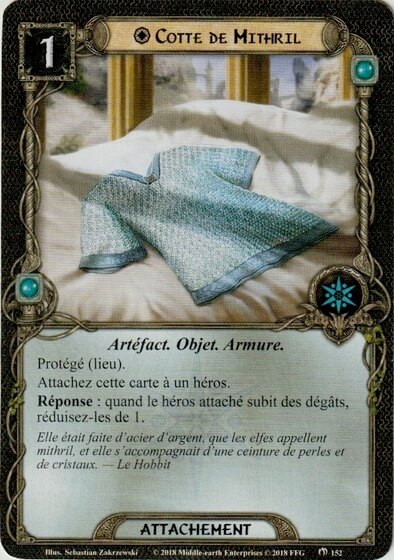 1
Cotte de Mithril
Artéfact. Objet. Armure.
Protégé (lieu).
Attachez cette carte à un héros.
Réponse : quand le héros attaché subit des dégâts,
réduisez-les de 1.
Elle était faite d'acier d'argent, que les elfes appellent
mithril, et elle s'accompagnait d'une ceinture de perles et
de cristaux. — Le Hobbit
ATTACHEMENT
Illus. Sebastian Zakrzewski © 2018 Middle-earth Enterprises © 2018 FFG 152